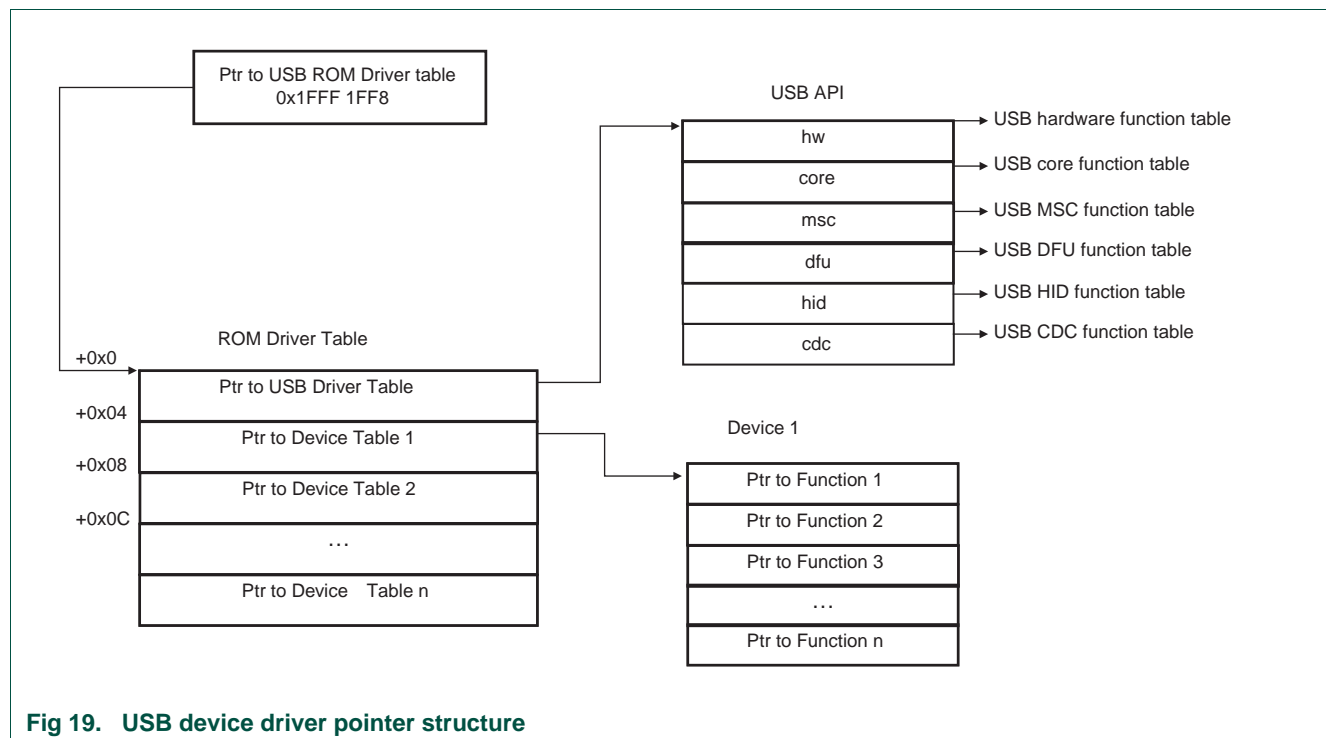 Ptr to USB ROM Driver table
0x1FFF 1FF8
USB API
hw
core
msc
dfu
hid
cdc
USB hardware function table
USB core function table
USB MSC function table
USB DFU function table
USB HID function table
USB CDC function table
ROM Driver Table
+0x0
Ptr to USB Driver Table
+0x04
Ptr to Device Table 1
+0x08
Ptr to Device Table 2
+0x0C
...
Ptr to Device Table n
Device 1
Ptr to Function 1
Ptr to Function 2
Ptr to Function 3
...
Ptr to Function n
Fig 19. USB device driver pointer structure